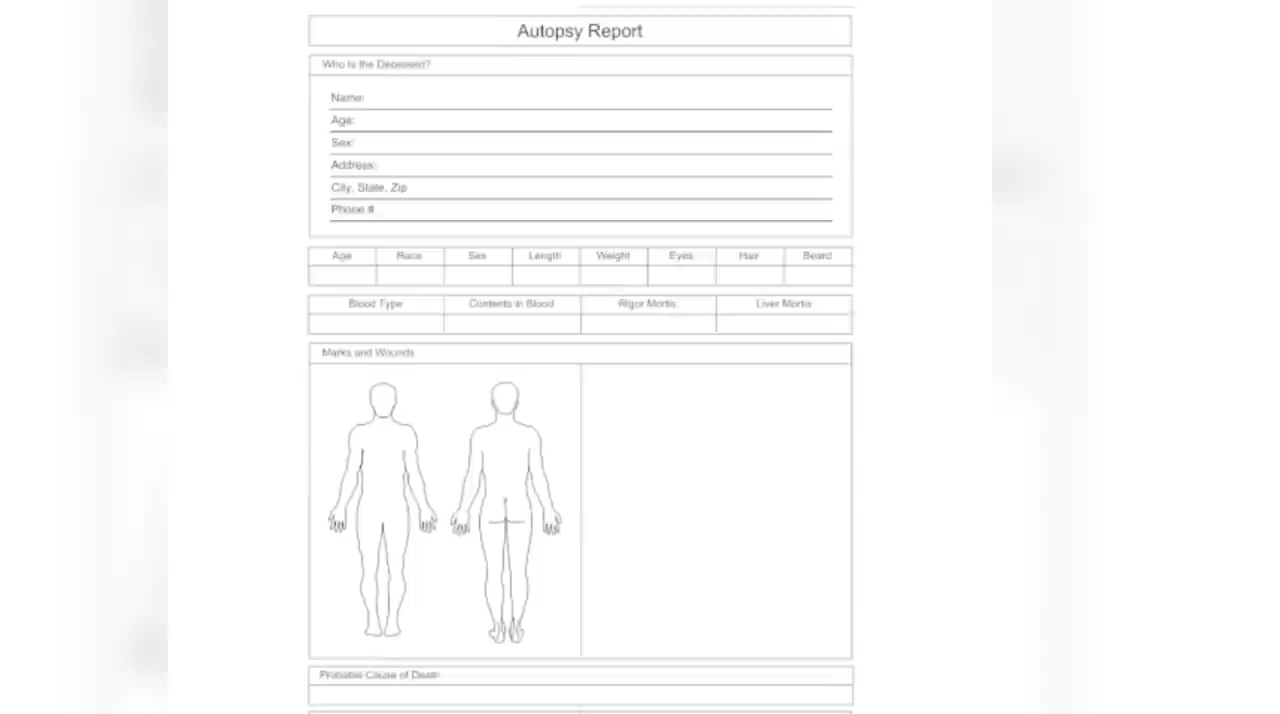 Autopsy Report
Who Is the Deceased?
Name:
Age:
Sex:
Address:
City, State, Zip
Phone #
Age Race Sex Length Weight Eyes Hair Beard
Blood Type Contents in Blood Rigor Mortis Liver Mortis
Marks and Wounds
Probable Cause of Death